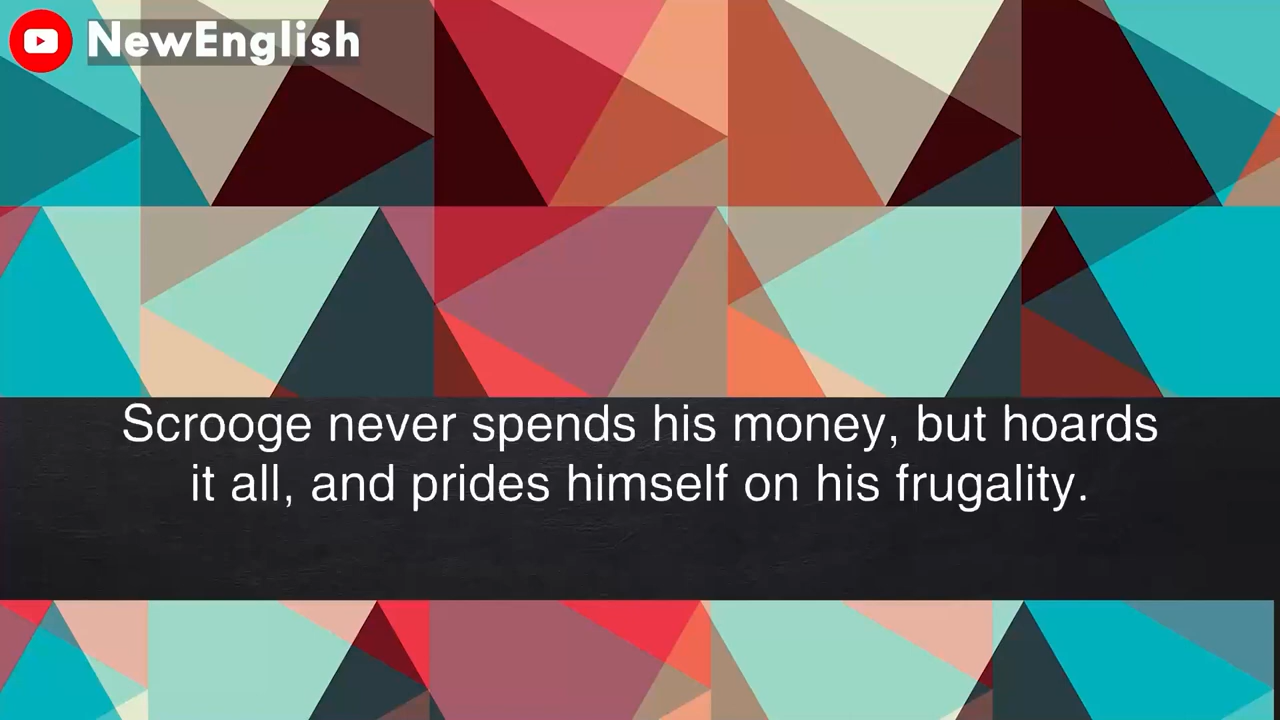 NewEnglish
Scrooge never spends his money, but hoards
it all, and prides himself on his frugality.